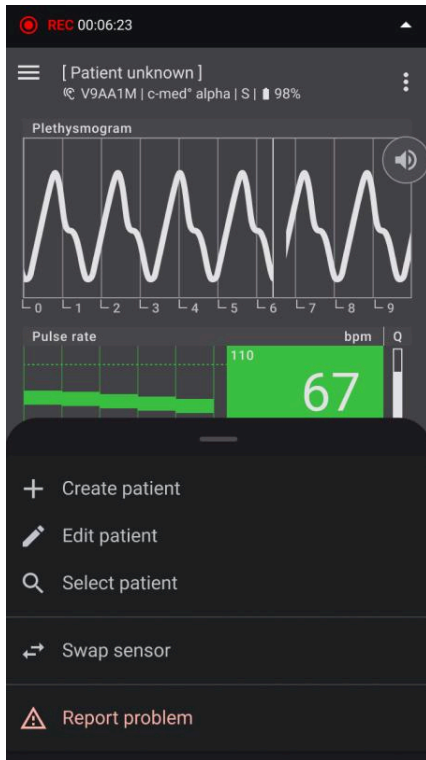 REC 00:06:23
[ Patient unknown ]
V9AA1M | c-med° alpha | S | 98%
Plethysmogram
0 1 2 3 4 5 6 7 8 9
Pulse rate bpm Q
110
67
Create patient
Edit patient
Select patient
Swap sensor
Report problem